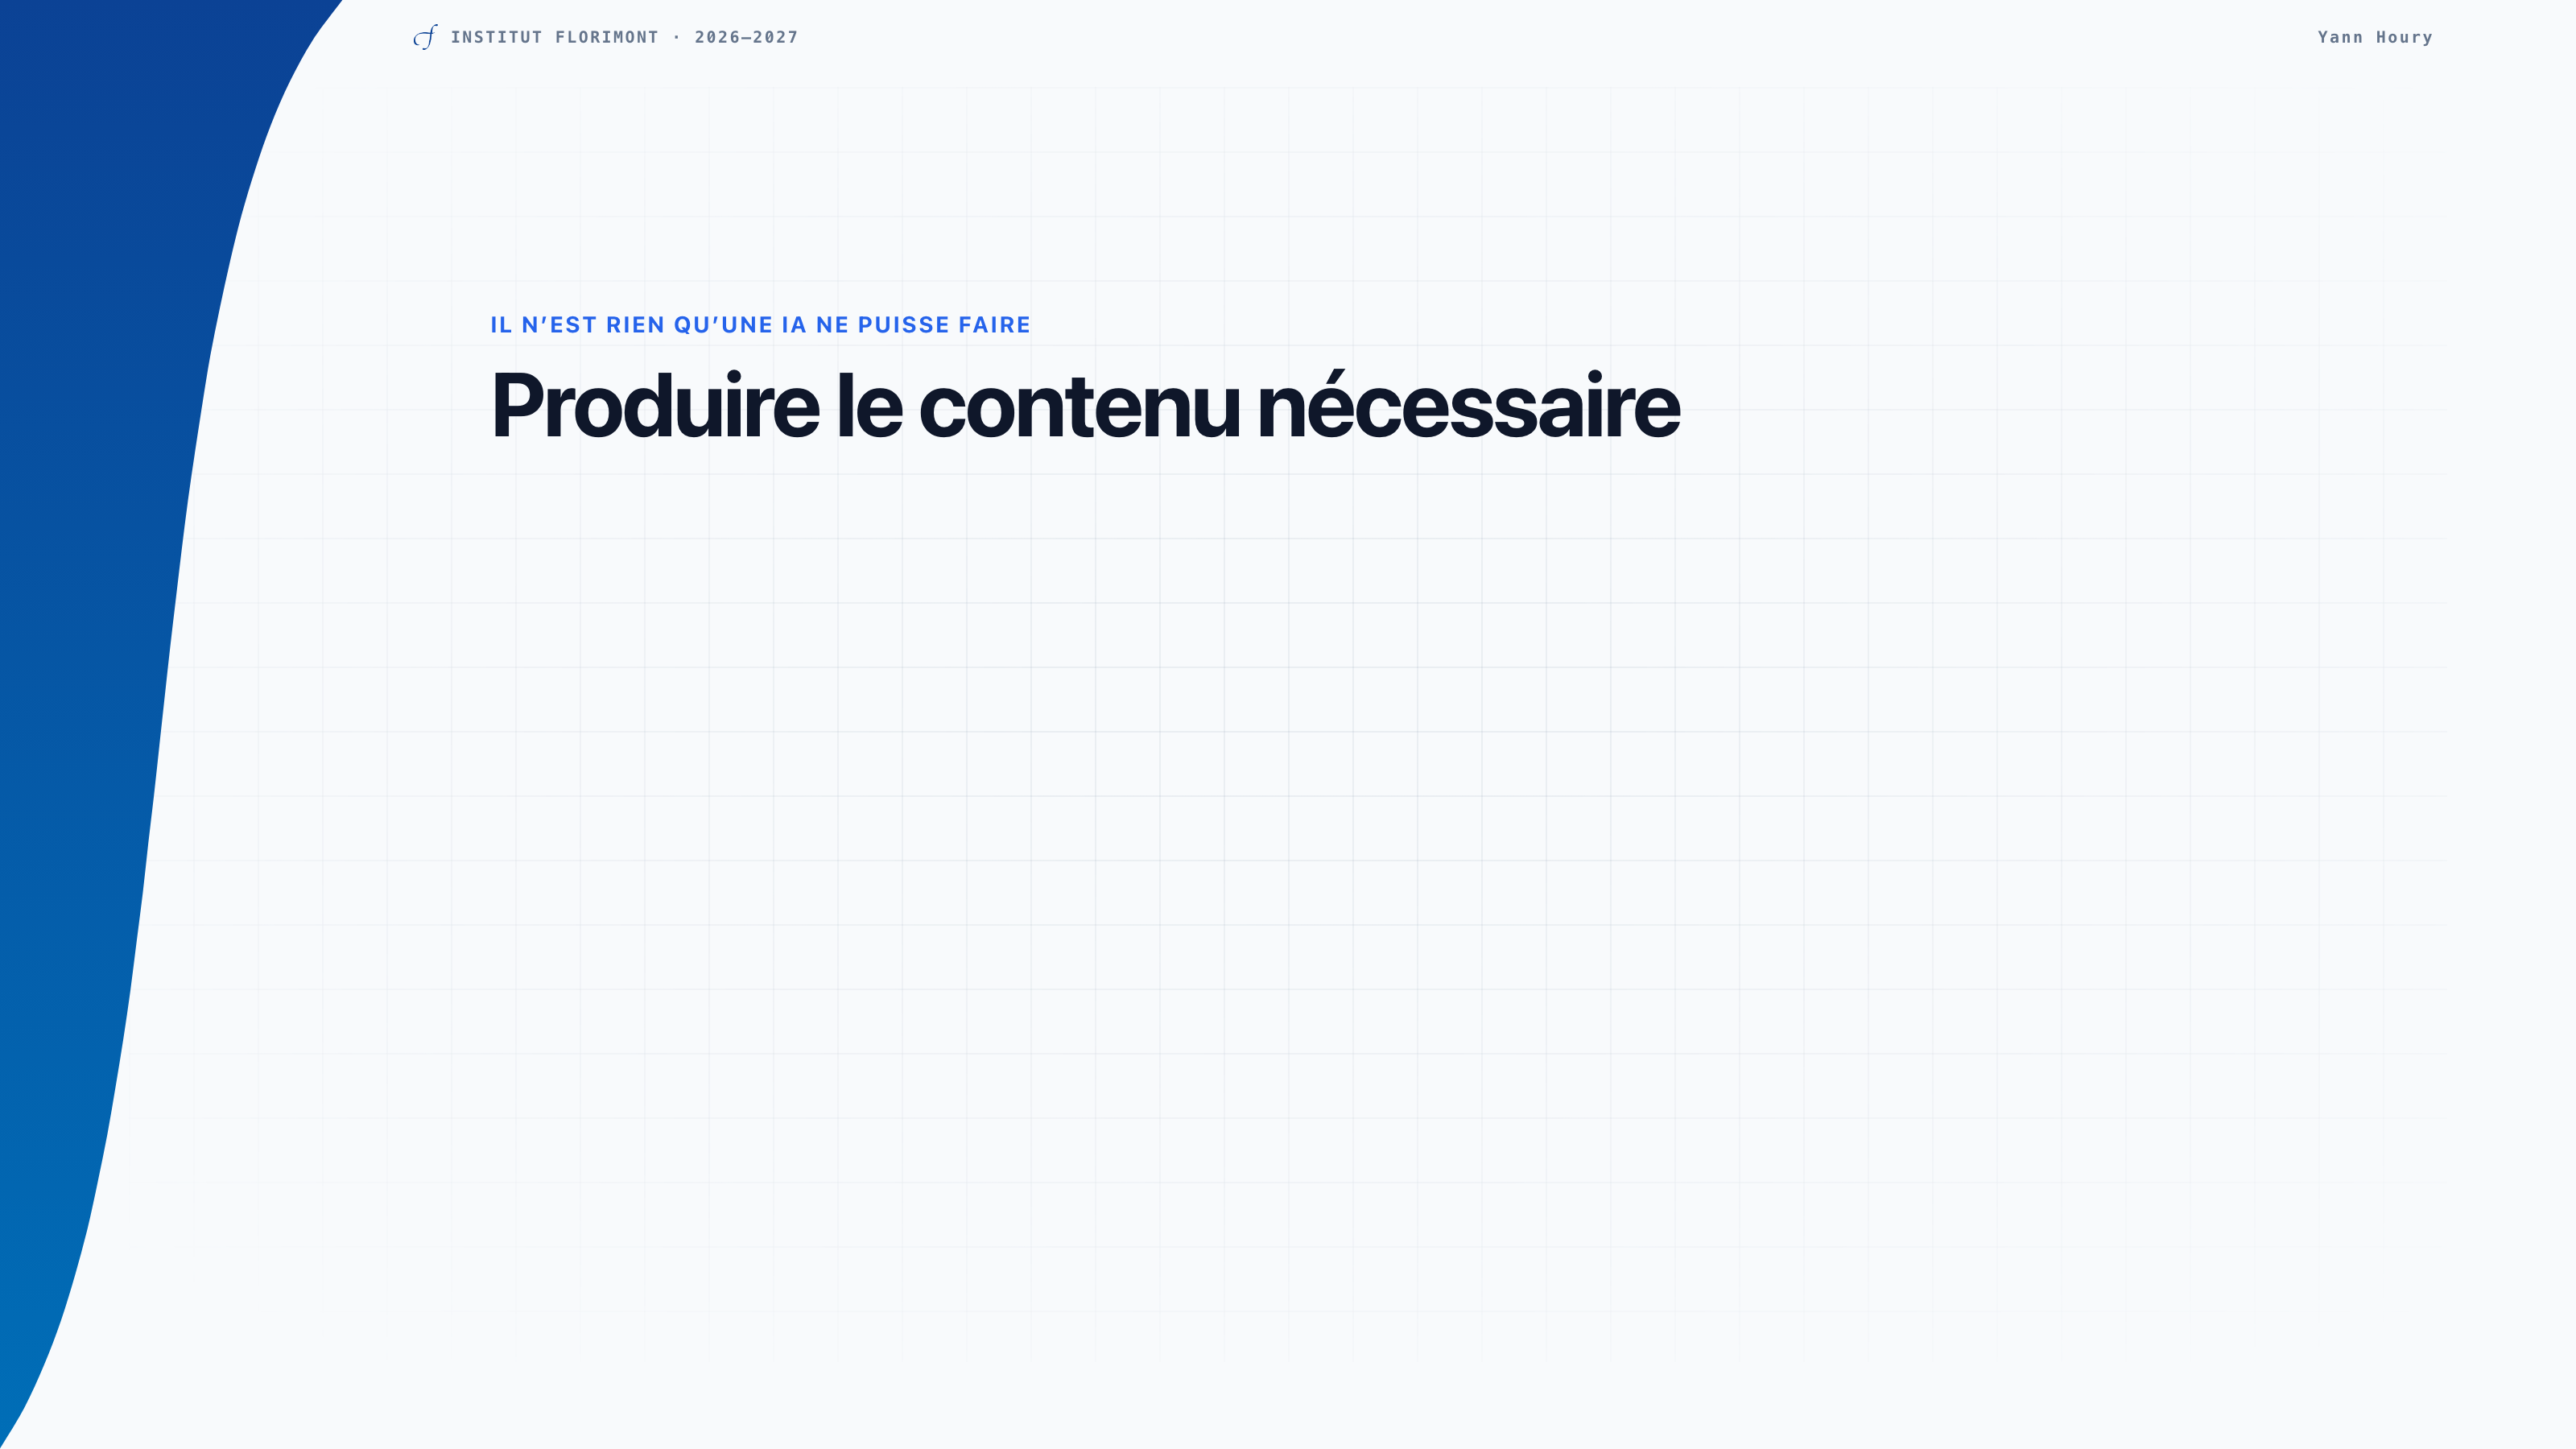 INSTITUT FLORIMONT · 2026–2027
Yann Houry
IL N’EST RIEN QU’UNE IA NE PUISSE FAIRE
Produire le contenu nécessaire